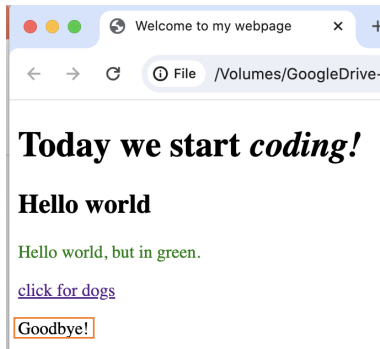 Welcome to my webpage
File /Volumes/GoogleDrive-
Today we start coding!
Hello world
Hello world, but in green.
click for dogs
Goodbye!